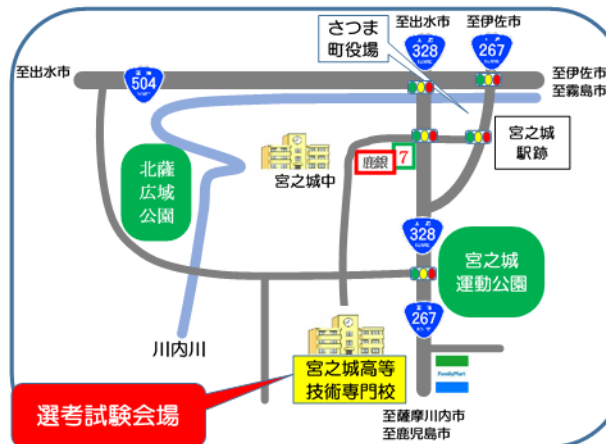 さつま
町役場
至出水市
至伊佐市
328
267
至出水市
504
至伊佐市
至霧島市
鹿銀
7
宮之城
駅跡
北薩
広域
公園
宮之城中
328
宮之城
運動公園
267
川内川
宮之城高等
技術専門校
FamilyMart
選考試験会場
至薩摩川内市
至鹿児島市